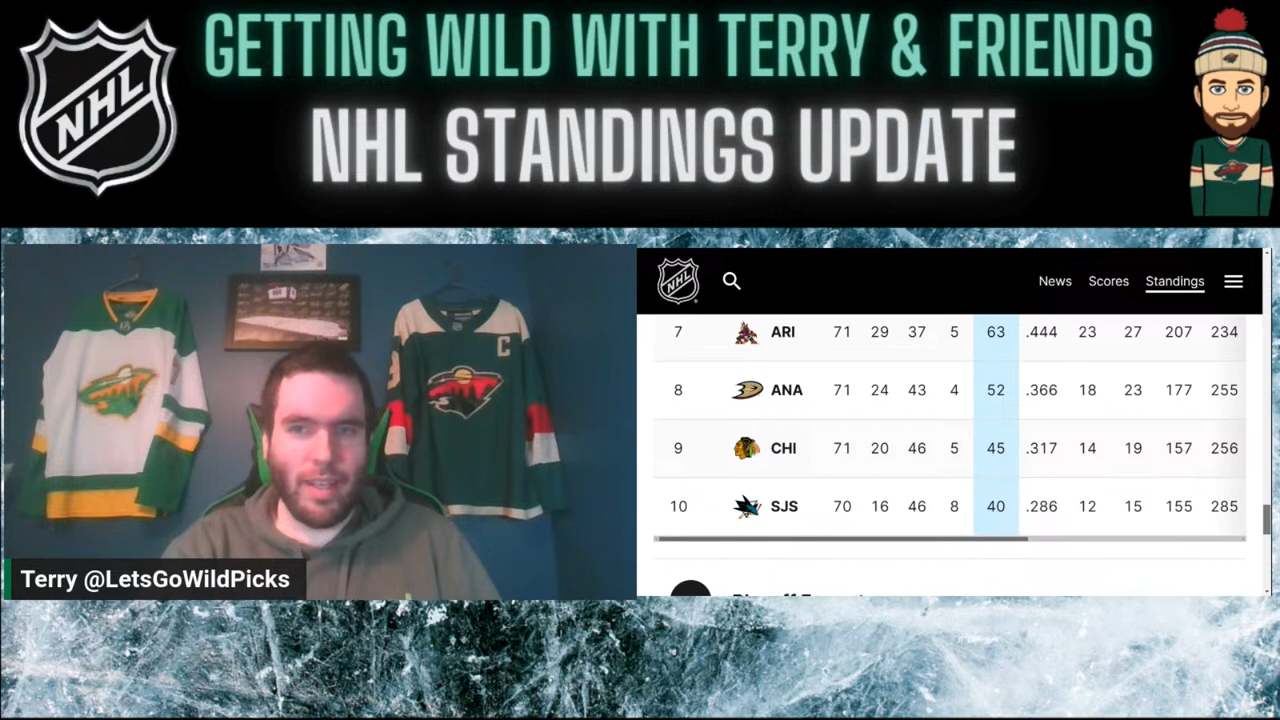 GETTING WILD WITH TERRY & FRIENDS
NHL STANDINGS UPDATE
NHL
NHL
News Scores Standings
7 ARI 71 29 37 5 63 .444 23 27 207 234
8 ANA 71 24 43 4 52 .366 18 23 177 255
9 CHI 71 20 46 5 45 .317 14 19 157 256
10 SJS 70 16 46 8 40 .286 12 15 155 285
C
Terry @LetsGoWildPicks